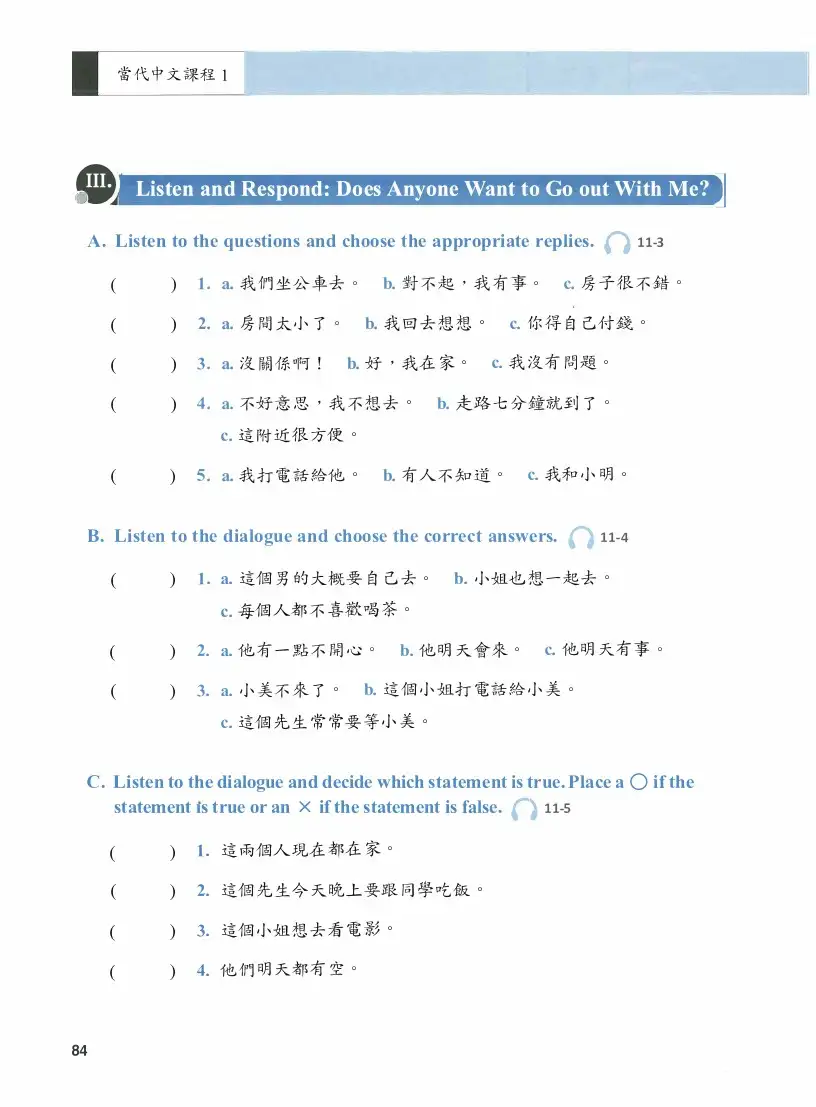 當代中文課程 1
III. Listen and Respond: Does Anyone Want to Go out With Me?
A. Listen to the questions and choose the appropriate replies. 11-3
( ) 1. a. 我們坐公車去。 b. 對不起，我有事。 c. 房子很不錯。
( ) 2. a. 房間太小了。 b. 我回去想想。 c. 你得自己付錢。
( ) 3. a. 沒關係啊！ b. 好，我在家。 c. 我沒有問題。
( ) 4. a. 不好意思，我不想去。 b. 走路七分鐘就到了。
c. 這附近很方便。
( ) 5. a. 我打電話給他。 b. 有人不知道。 c. 我和小明。
B. Listen to the dialogue and choose the correct answers. 11-4
( ) 1. a. 這個男的大概要自己去。 b. 小姐也想一起去。
c. 每個人都不喜歡喝茶。
( ) 2. a. 他有一點不開心。 b. 他明天會來。 c. 他明天有事。
( ) 3. a. 小美不來了。 b. 這個小姐打電話給小美。
c. 這個先生常常要等小美。
C. Listen to the dialogue and decide which statement is true. Place a ○ if the
statement is true or an × if the statement is false. 11-5
( ) 1. 這兩個人現在都在家。
( ) 2. 這個先生今天晚上要跟同學吃飯。
( ) 3. 這個小姐想去看電影。
( ) 4. 他們明天都有空。
84